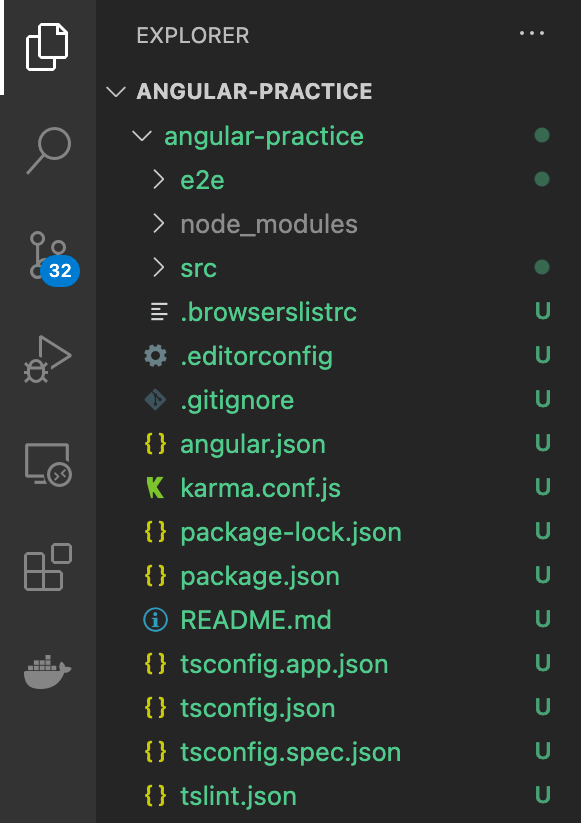 EXPLORER ...
ANGULAR-PRACTICE
angular-practice
e2e
node_modules
src
.browserslistrc U
.editorconfig U
.gitignore U
angular.json U
karma.conf.js U
package-lock.json U
package.json U
README.md U
tsconfig.app.json U
tsconfig.json U
tsconfig.spec.json U
tslint.json U
32